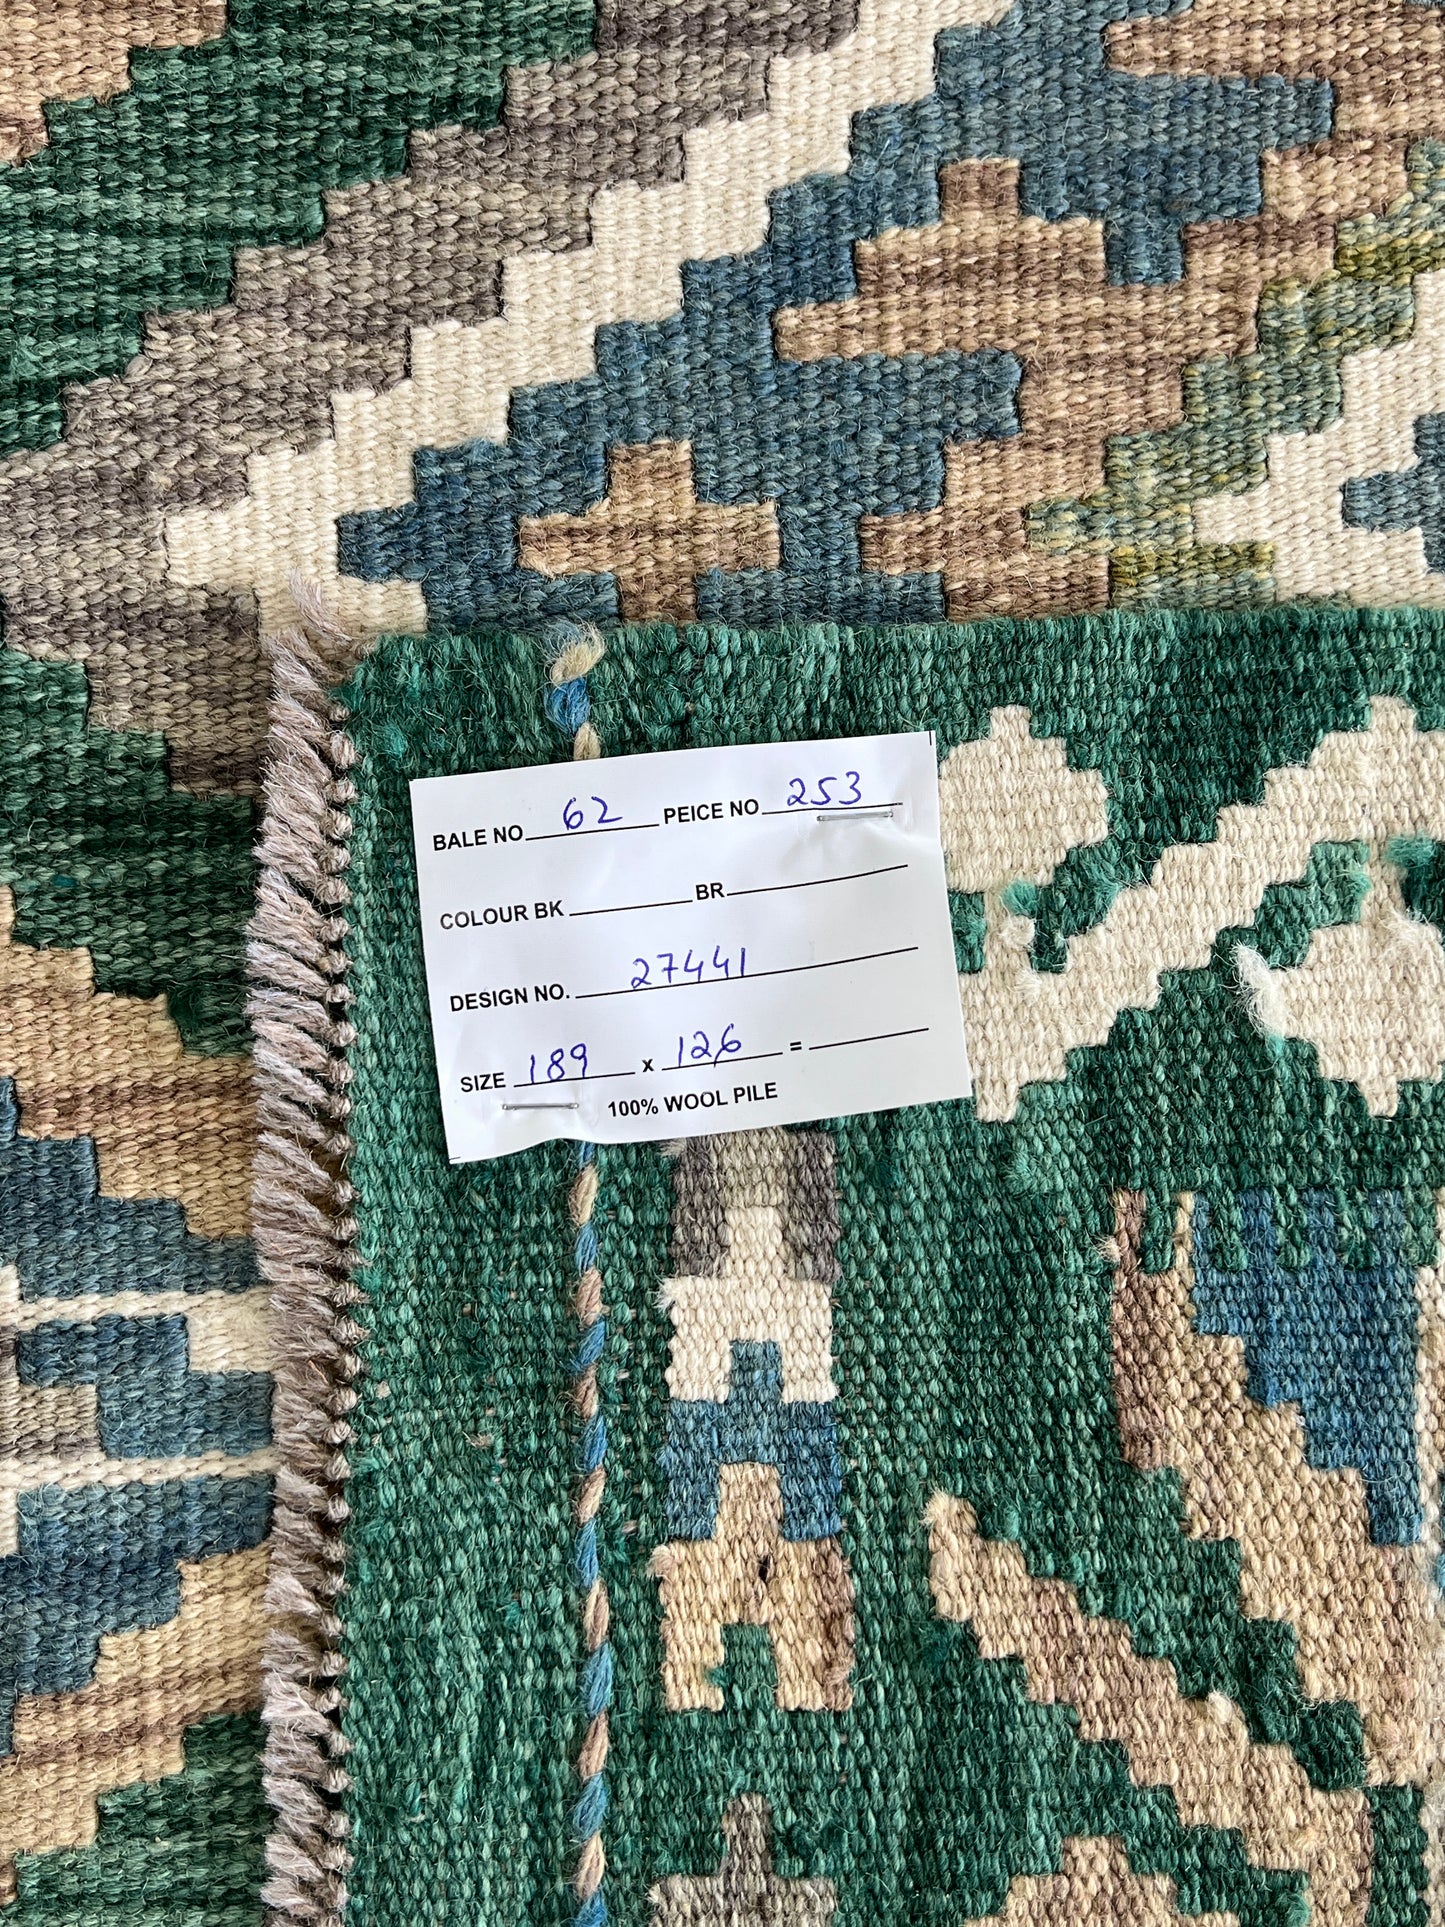 BALE NO 62 PEICE NO 253
COLOUR BK BR
DESIGN NO. 27441
SIZE 189 x 126 =
100% WOOL PILE